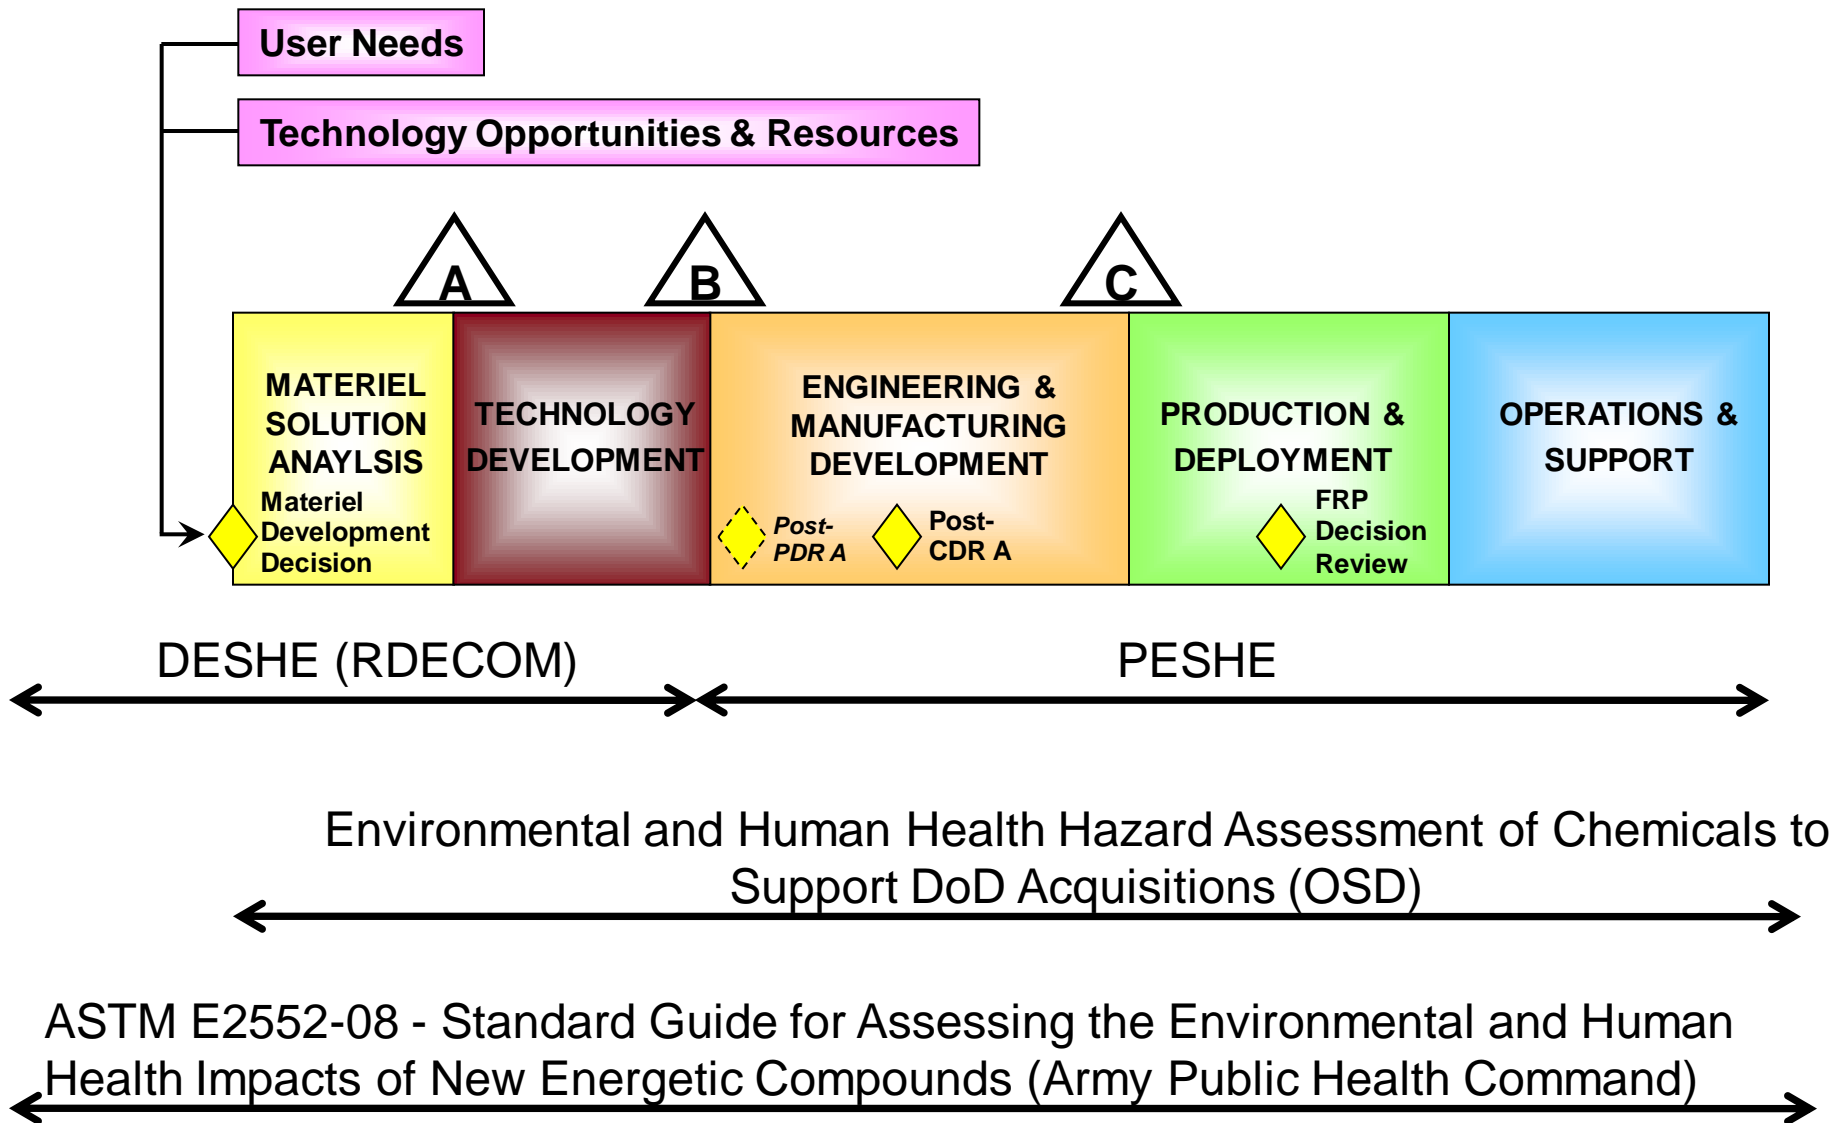 User Needs
Technology Opportunities & Resources
A
B
C
MATERIEL
SOLUTION
ANAYLSIS
Materiel
Development
Decision
TECHNOLOGY
DEVELOPMENT
ENGINEERING &
MANUFACTURING
DEVELOPMENT
Post-
PDR A
Post-
CDR A
PRODUCTION &
DEPLOYMENT
FRP
Decision
Review
OPERATIONS &
SUPPORT
DESHE (RDECOM)
PESHE
Environmental and Human Health Hazard Assessment of Chemicals to
Support DoD Acquisitions (OSD)
ASTM E2552-08 - Standard Guide for Assessing the Environmental and Human
Health Impacts of New Energetic Compounds (Army Public Health Command)